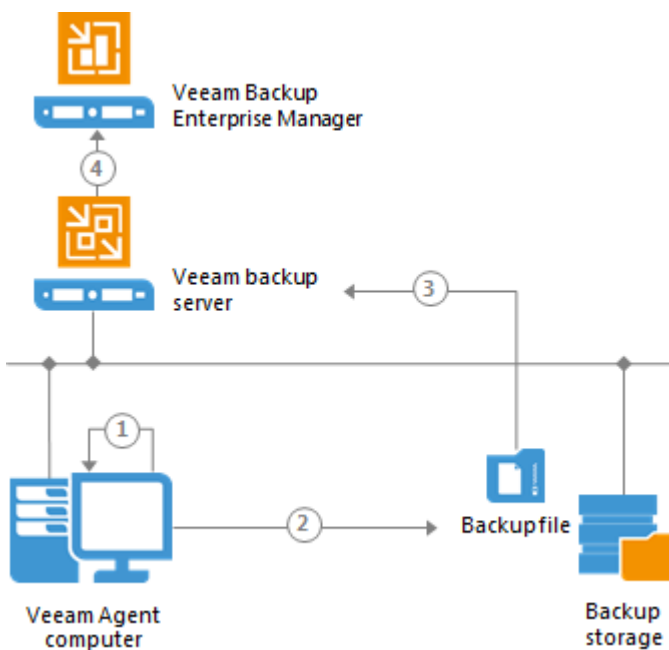 Veeam Backup
Enterprise Manager
4
Veeam backup
server
3
1
2
Backup file
Veeam Agent
computer
Backup
storage